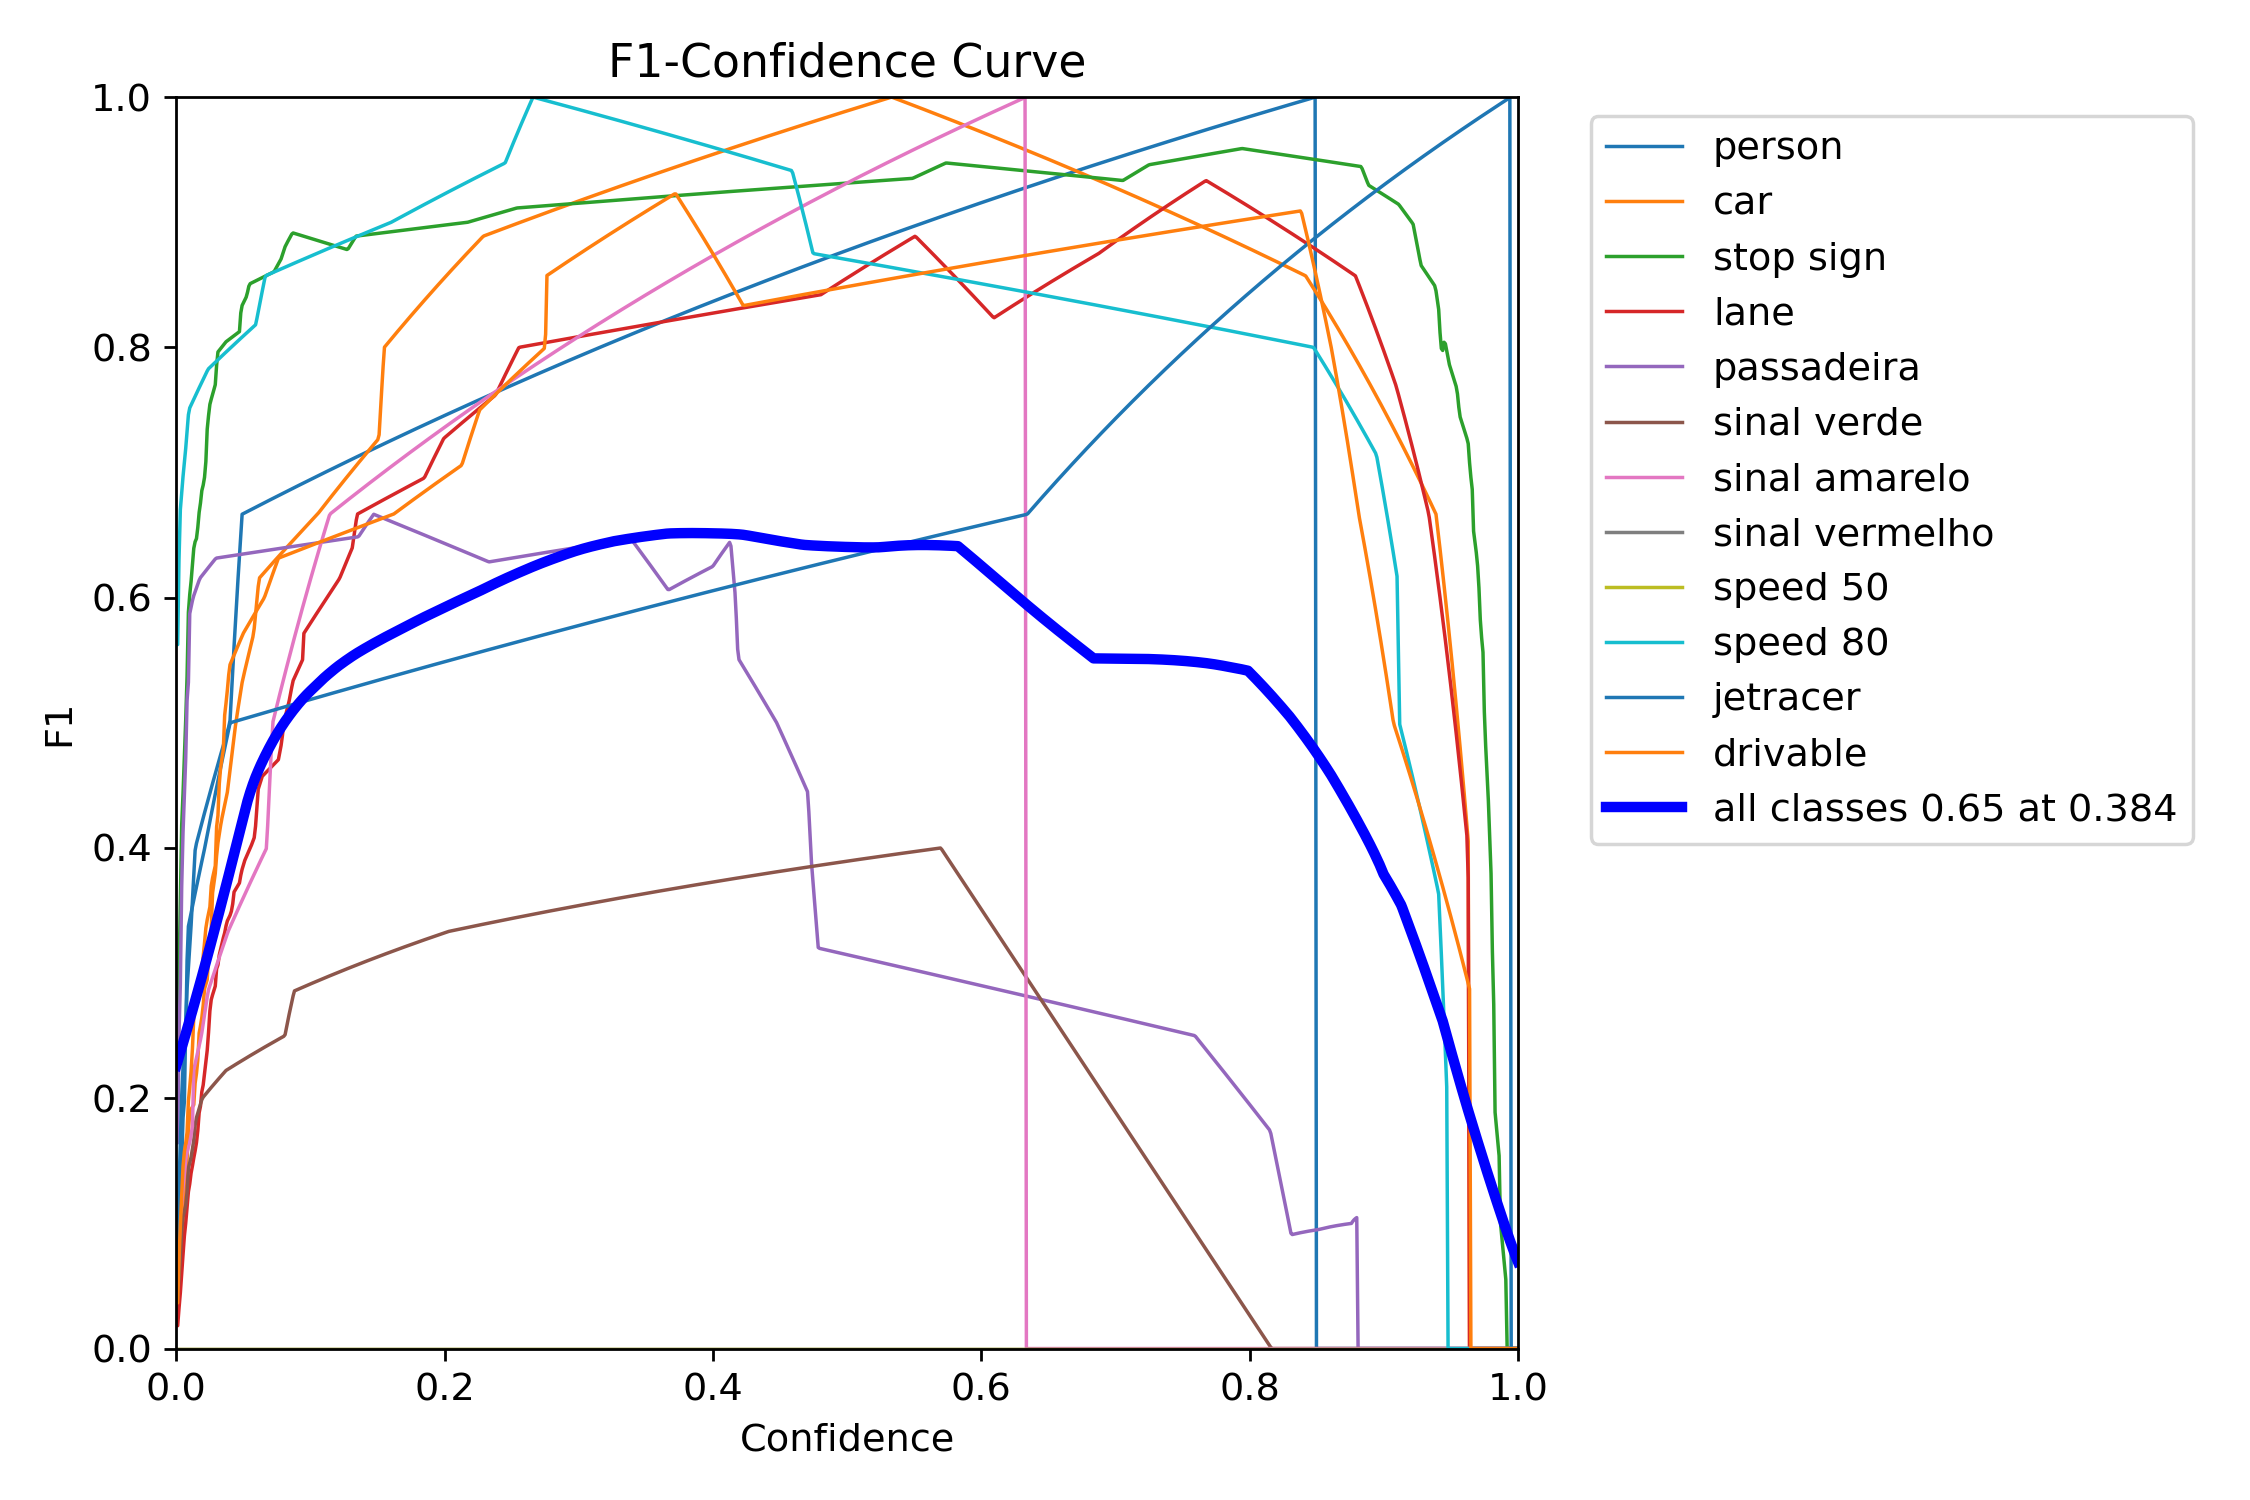 F1-Confidence Curve
1.0
0.8
0.6
0.4
0.2
0.0
F1
0.0 0.2 0.4 0.6 0.8 1.0
Confidence
person
car
stop sign
lane
passadeira
sinal verde
sinal amarelo
sinal vermelho
speed 50
speed 80
jetracer
drivable
all classes 0.65 at 0.384